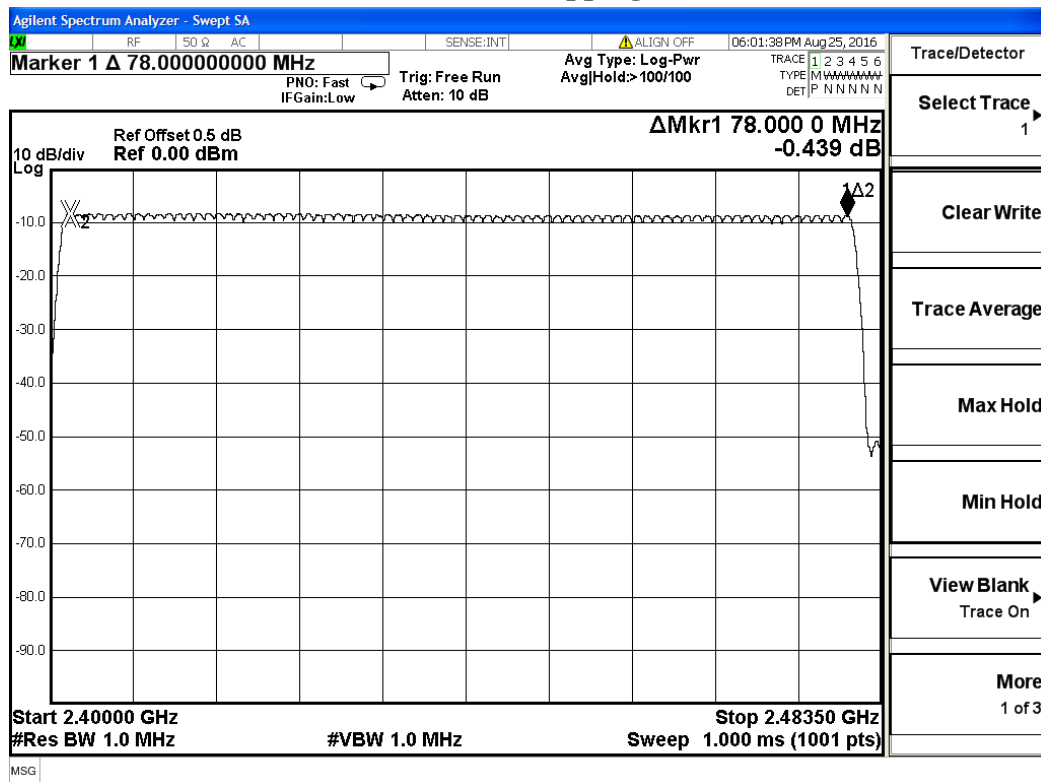 Agilent Spectrum Analyzer - Swept SA
LXI RF 50 Ω AC SENSE:INT ALIGN OFF 06:01:38 PM Aug 25, 2016
Marker 1 Δ 78.000000000 MHz
PNO: Fast
IFGain:Low
Trig: Free Run
Atten: 10 dB
Avg Type: Log-Pwr
Avg|Hold:> 100/100
TRACE 1 2 3 4 5 6
TYPE M
DET P N N N N N
Ref Offset 0.5 dB
10 dB/div Ref 0.00 dBm
Log
ΔMkr1 78.000 0 MHz
-0.439 dB
1Δ2
2
-10.0
-20.0
-30.0
-40.0
-50.0
-60.0
-70.0
-80.0
-90.0
Start 2.40000 GHz Stop 2.48350 GHz
#Res BW 1.0 MHz #VBW 1.0 MHz Sweep 1.000 ms (1001 pts)
MSG
Trace/Detector
Select Trace
1
Clear Write
Trace Average
Max Hold
Min Hold
View Blank
Trace On
More
1 of 3